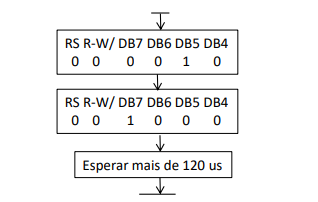 RS R-W/ DB7 DB6 DB5 DB4
0 0 0 0 1 0
RS R-W/ DB7 DB6 DB5 DB4
0 0 1 0 0 0
Esperar mais de 120 us